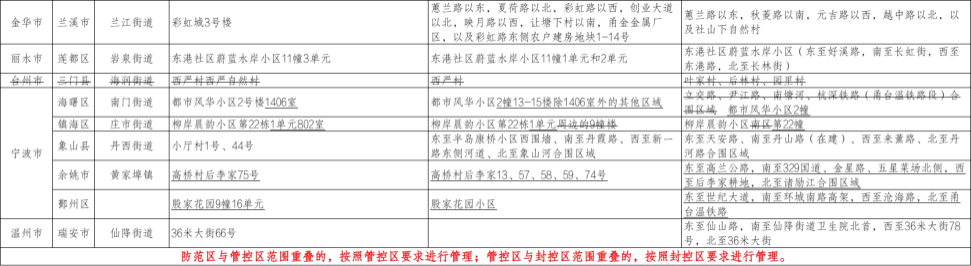 金华市 兰溪市 兰江街道 彩虹城3号楼 蕙兰路以东，夏荷路以北，彩虹路以西，创业大道以北，映月路以西，让塘下村以南，甬金金属厂区，以及彩虹路东侧农户建房地块1-14号 蕙兰路以东，秋菱路以南，元吉路以西，越中路以北，以及社山下自然村
丽水市 莲都区 岩泉街道 东港社区蔚蓝水岸小区11幢3单元 东港社区蔚蓝水岸小区11幢1单元和2单元 东港社区蔚蓝水岸小区（东至好溪路，南至长虹街，西至东港路，北至长林街）
台州市 三门县 海润街道 西严村西严自然村 西严村 叶家村、后林村、园里村
宁波市 海曙区 南门街道 都市风华小区2号楼1406室 都市风华小区2幢13-15楼除1406室外的其他区域 立交路、尹江路、南塘河、杭深铁路（甬台温铁路段）合围区域 都市风华小区2幢
镇海区 庄市街道 柳岸晨韵小区第22栋1单元802室 柳岸晨韵小区第22栋1单元周边的9幢楼 柳岸晨韵小区南区第22幢
象山县 丹西街道 小厅村1号、44号 东至半岛康桥小区西围墙、南至丹霞路、西至新一路东侧河道、北至象山河合围区域 东至天安路、南至丹山路（在建）、西至来薰路、北至丹河路合围区域
余姚市 黄家埠镇 高桥村后李家75号 高桥村后李家13、57、58、59、74号 东至高兰公路，南至329国道、金星路、五星菜场北侧，西至后李家耕地，北至诸励江合围区域
鄞州区 殷家花园9幢16单元 殷家花园小区 东至世纪大道，南至环城南路高架，西至沧海路，北至甬台温铁路
温州市 瑞安市 仙降街道 36米大街66号 东至仙山路，南至仙降街道卫生院北首，西至36米大街78号，北至36米大街
防范区与管控区范围重叠的，按照管控区要求进行管理；管控区与封控区范围重叠的，按照封控区要求进行管理。